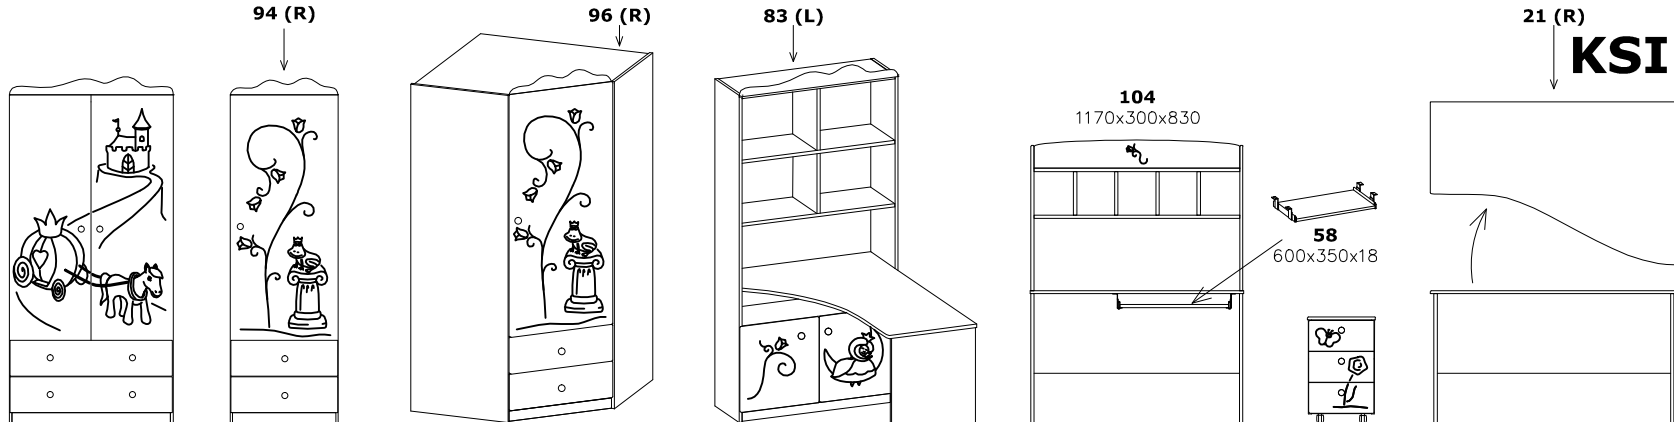 94 (R)
96 (R)
83 (L)
21 (R)
KSI
104
1170x300x830
58
600x350x18